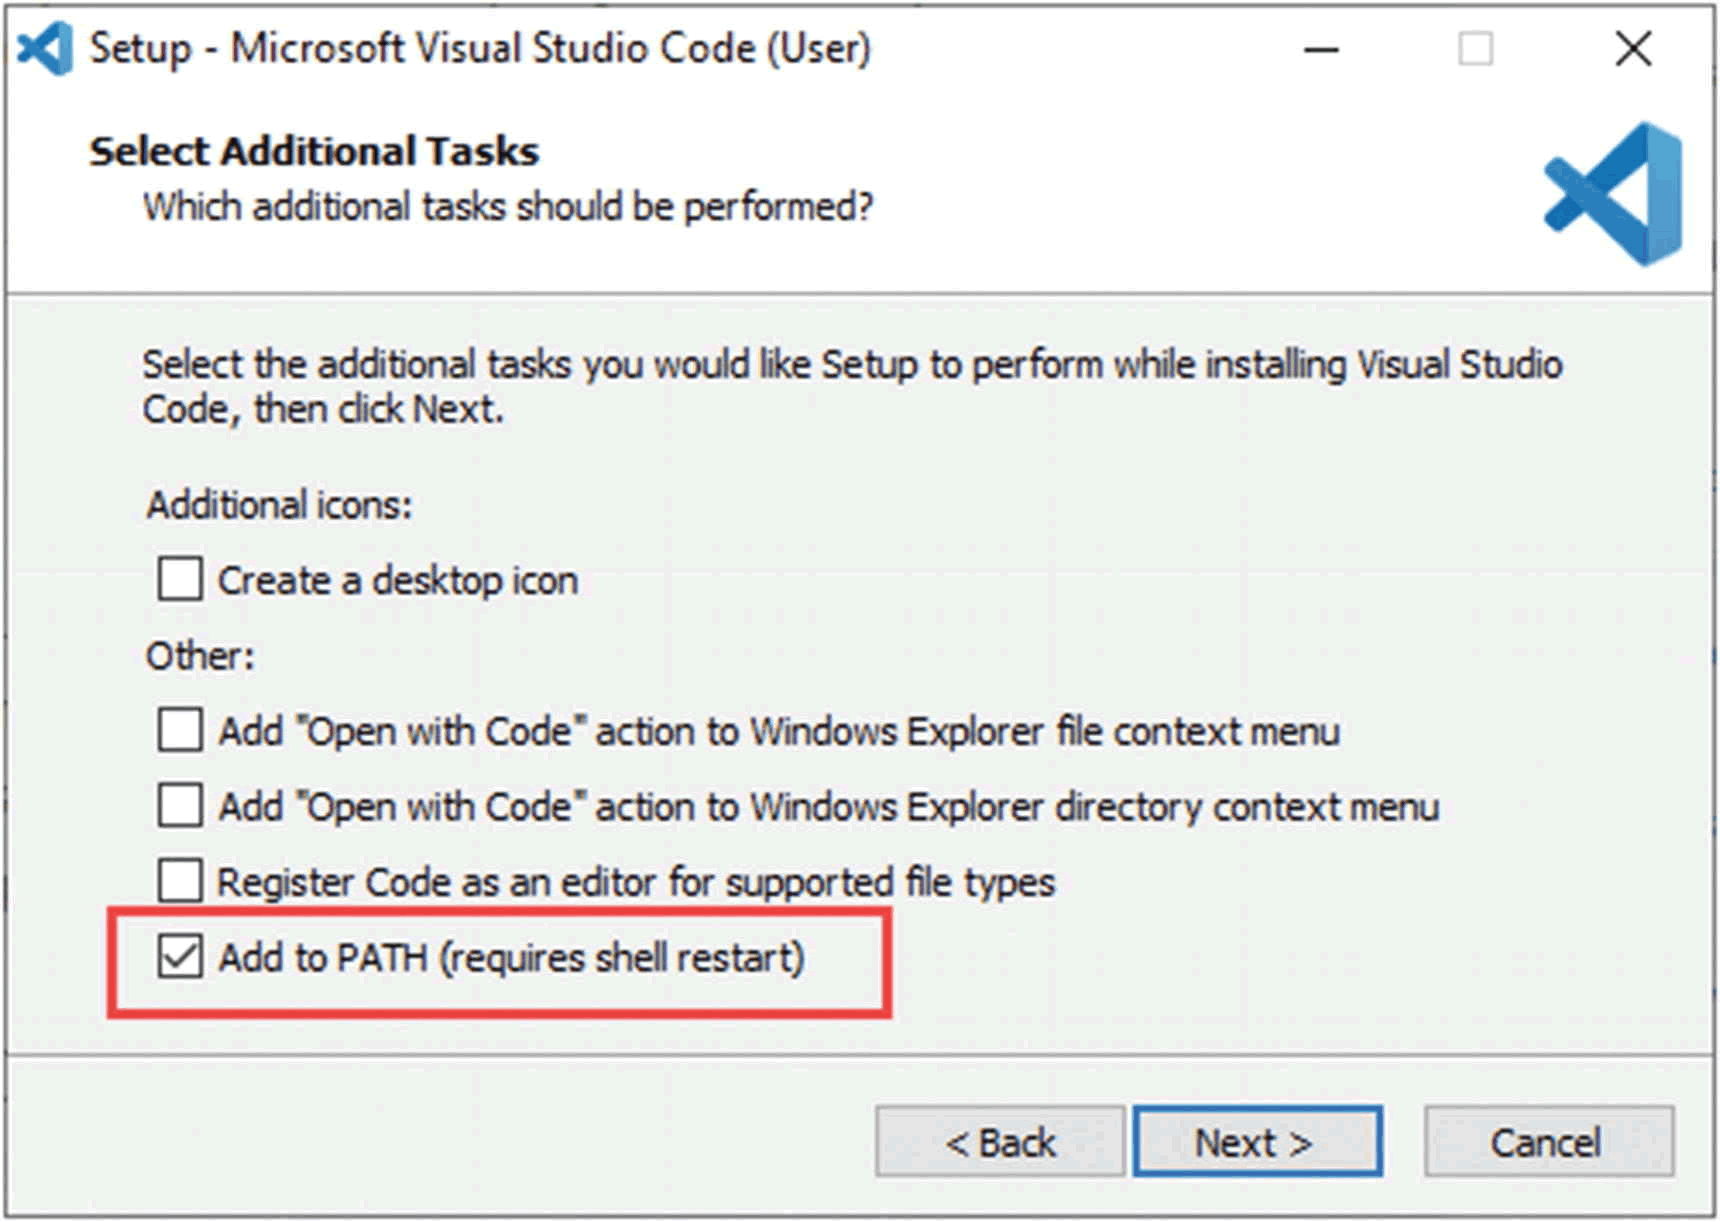 Setup - Microsoft Visual Studio Code (User)
Select Additional Tasks
Which additional tasks should be performed?
Select the additional tasks you would like Setup to perform while installing Visual Studio
Code, then click Next.
Additional icons:
Create a desktop icon
Other:
Add "Open with Code" action to Windows Explorer file context menu
Add "Open with Code" action to Windows Explorer directory context menu
Register Code as an editor for supported file types
Add to PATH (requires shell restart)
< Back Next > Cancel